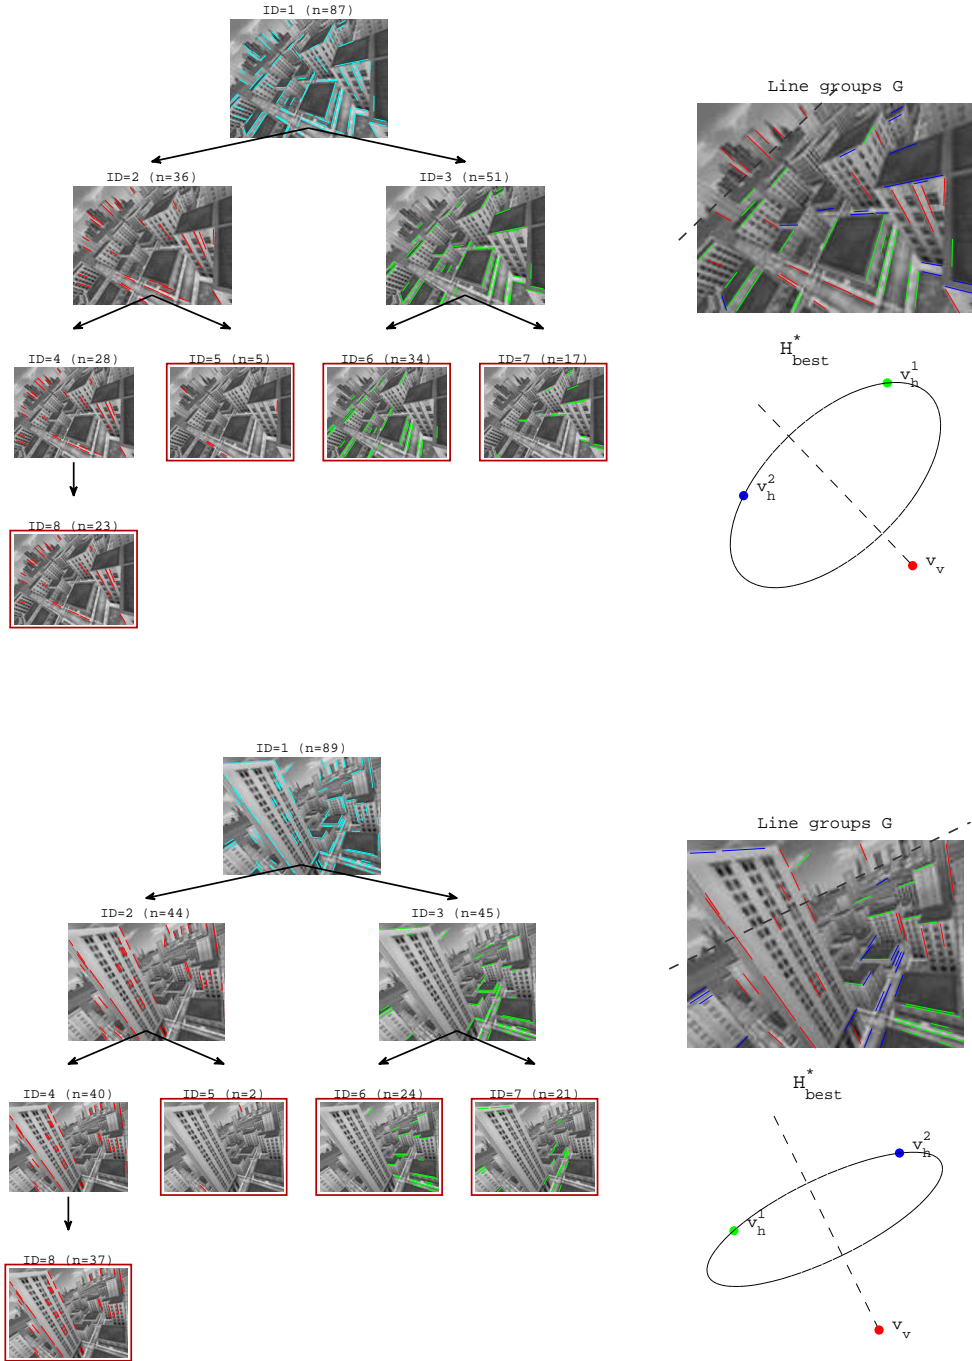 ID=1 (n=87)
Line groups G
ID=2 (n=36)
ID=3 (n=51)
ID=4 (n=28)
ID=5 (n=5)
ID=6 (n=34)
ID=7 (n=17)
H*best
v1h
v2h
vv
ID=8 (n=23)
ID=1 (n=89)
Line groups G
ID=2 (n=44)
ID=3 (n=45)
ID=4 (n=40)
ID=5 (n=2)
ID=6 (n=24)
ID=7 (n=21)
H*best
v2h
v1h
vv
ID=8 (n=37)